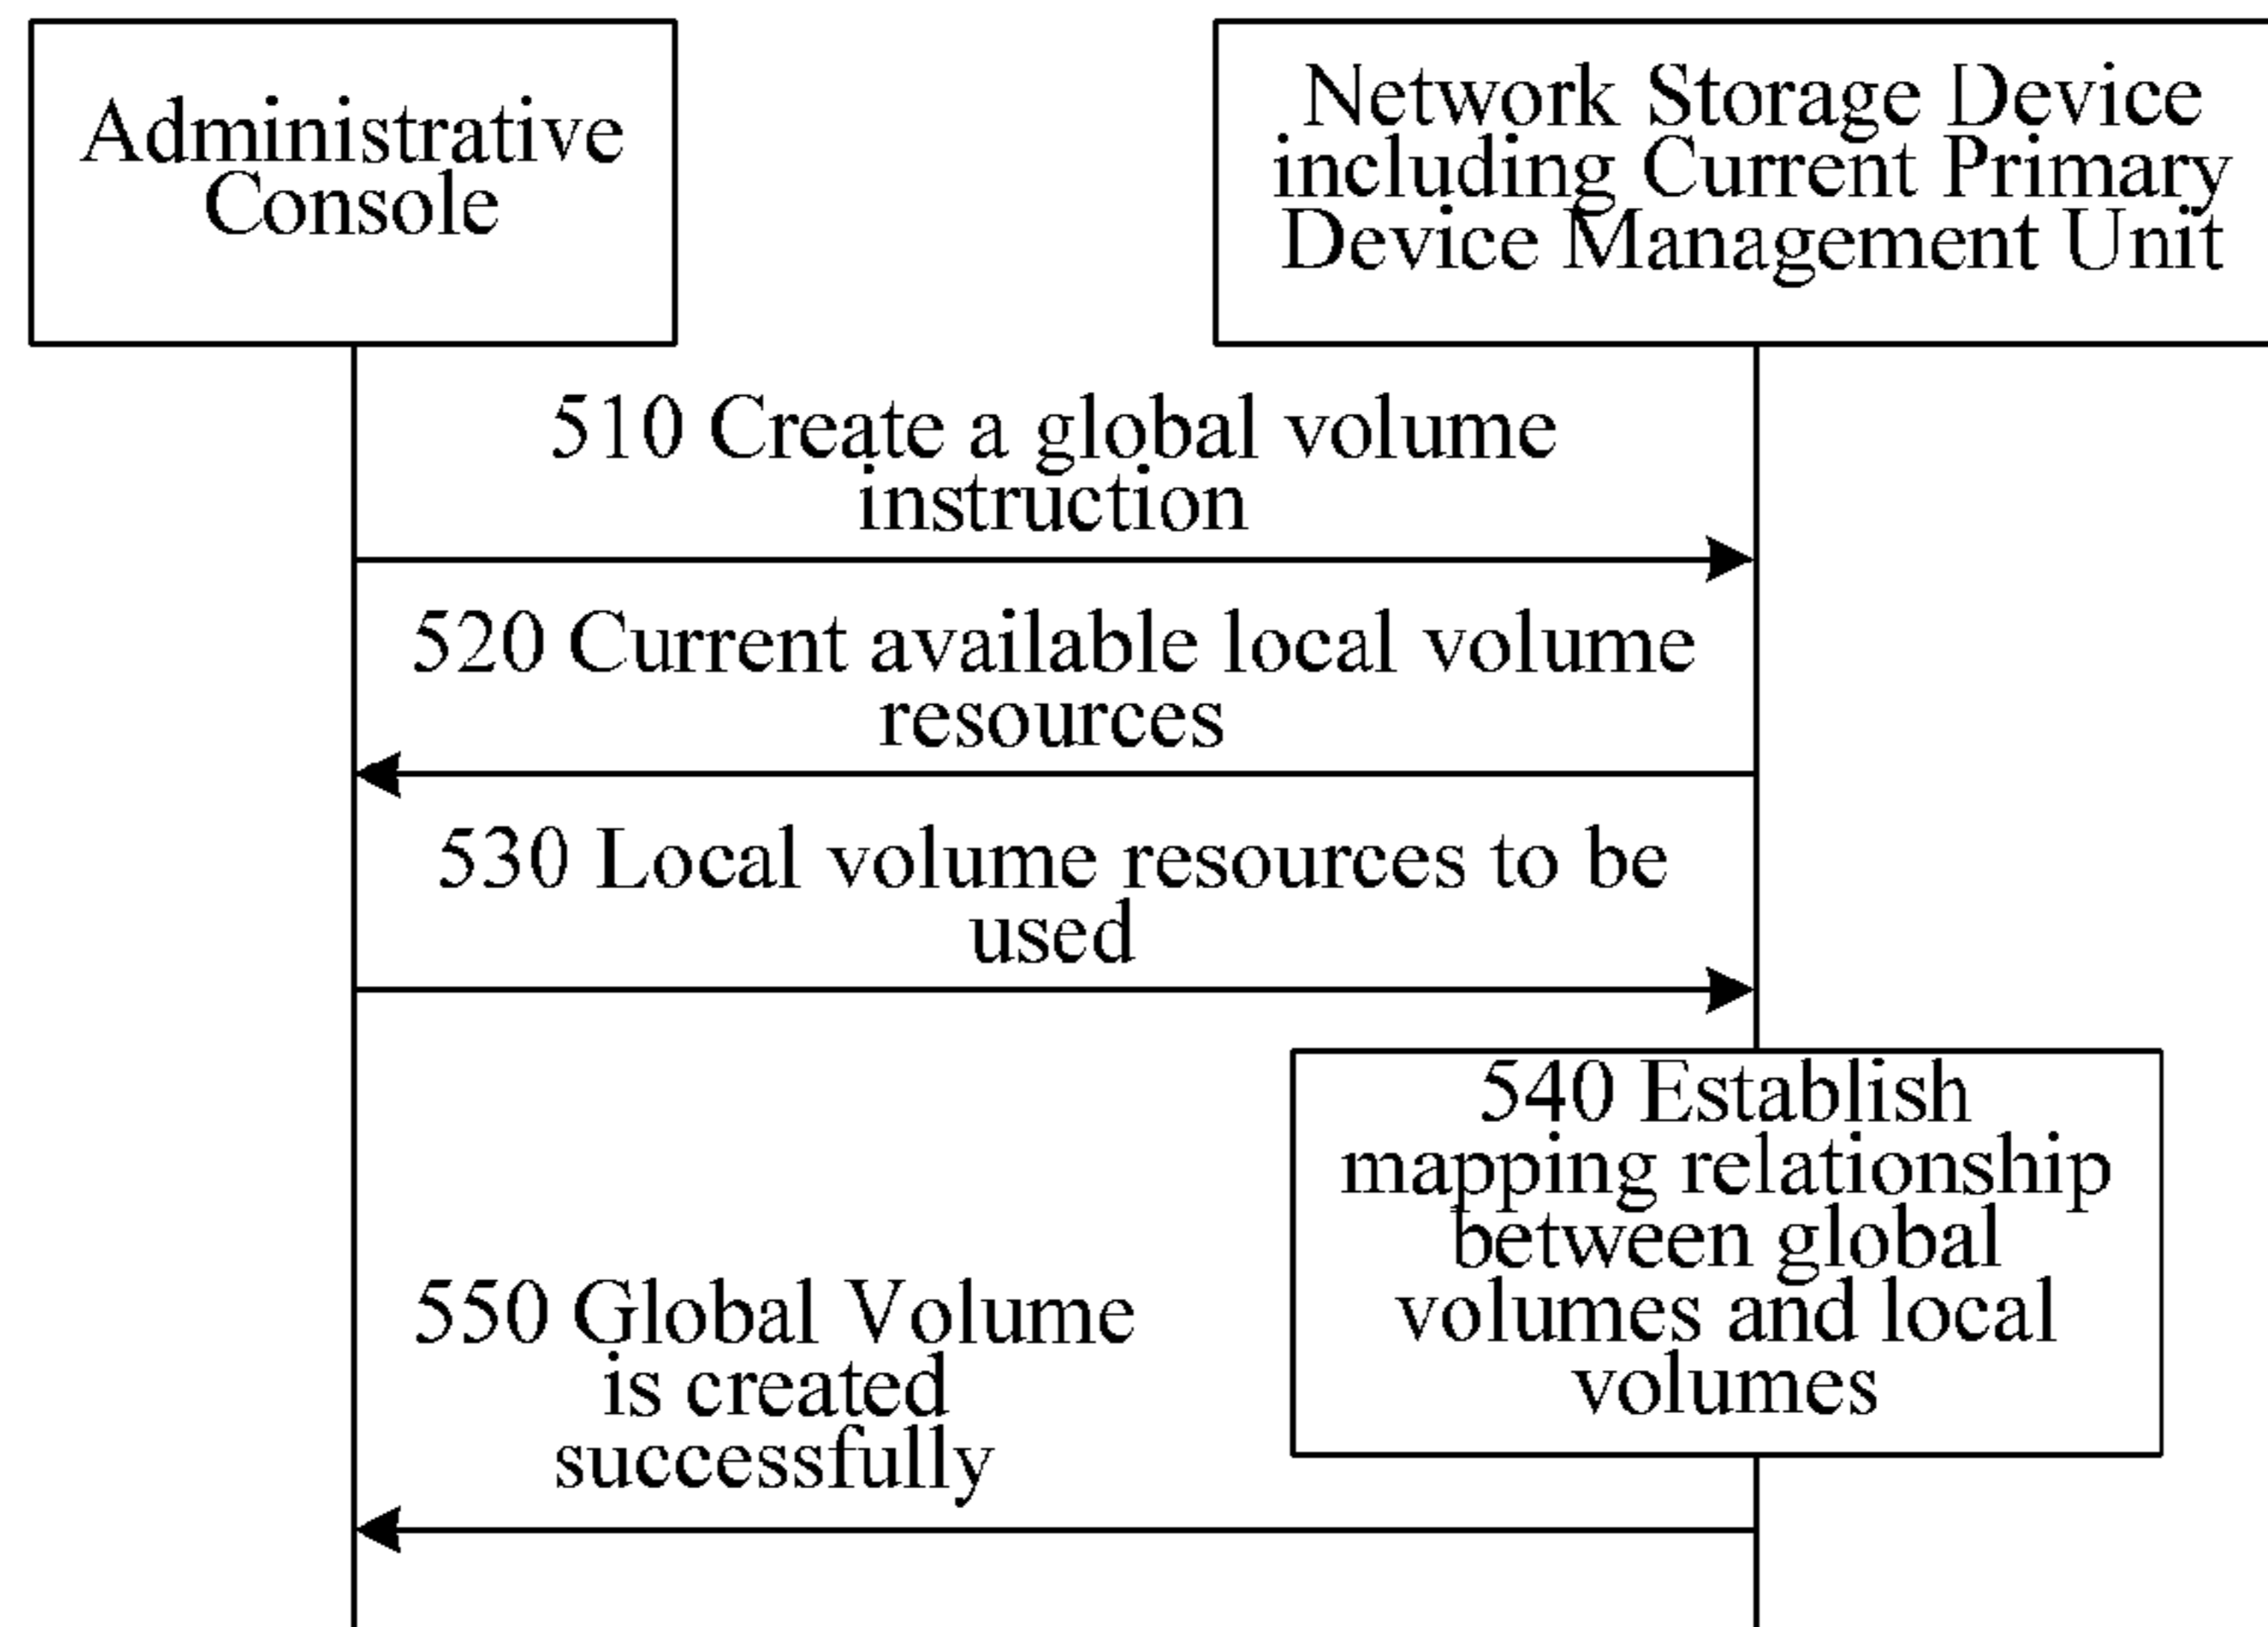 Administrative
Console
Network Storage Device
including Current Primary
Device Management Unit
510 Create a global volume
instruction
520 Current available local volume
resources
530 Local volume resources to be
used
540 Establish
mapping relationship
between global
volumes and local
volumes
550 Global Volume
is created
successfully